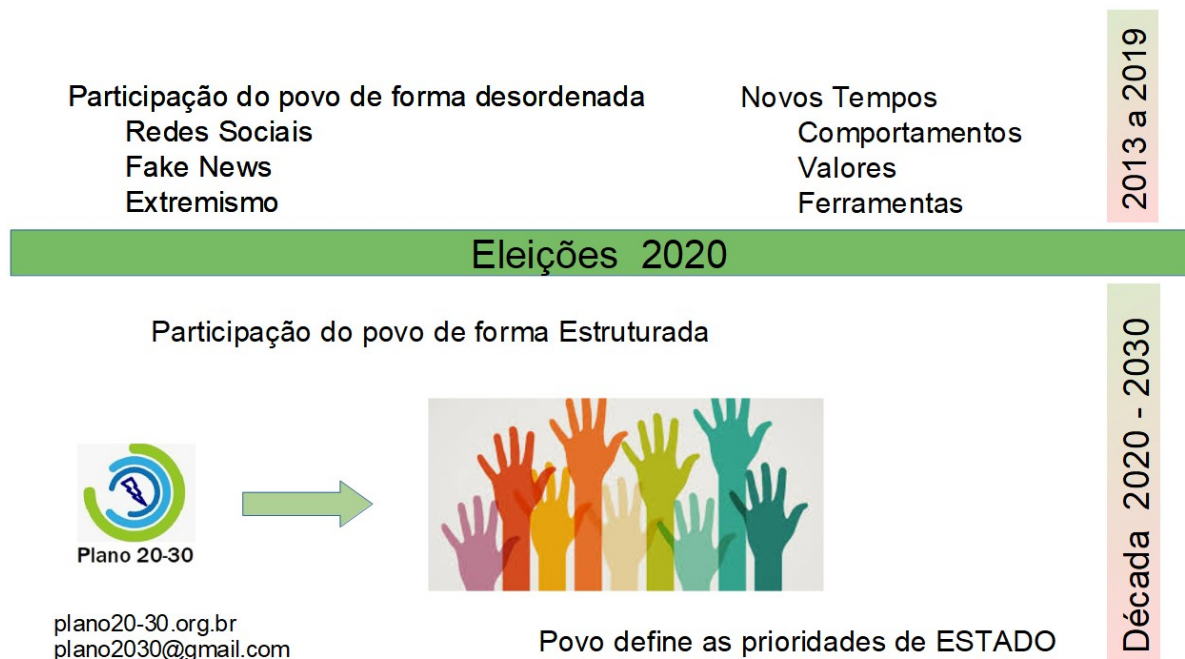 2013 a 2019
Participação do povo de forma desordenada
Redes Sociais
Fake News
Extremismo
Novos Tempos
Comportamentos
Valores
Ferramentas
Eleições 2020
Década 2020 - 2030
Participação do povo de forma Estruturada
Plano 20-30
plano20-30.org.br
plano2030@gmail.com
Povo define as prioridades de ESTADO